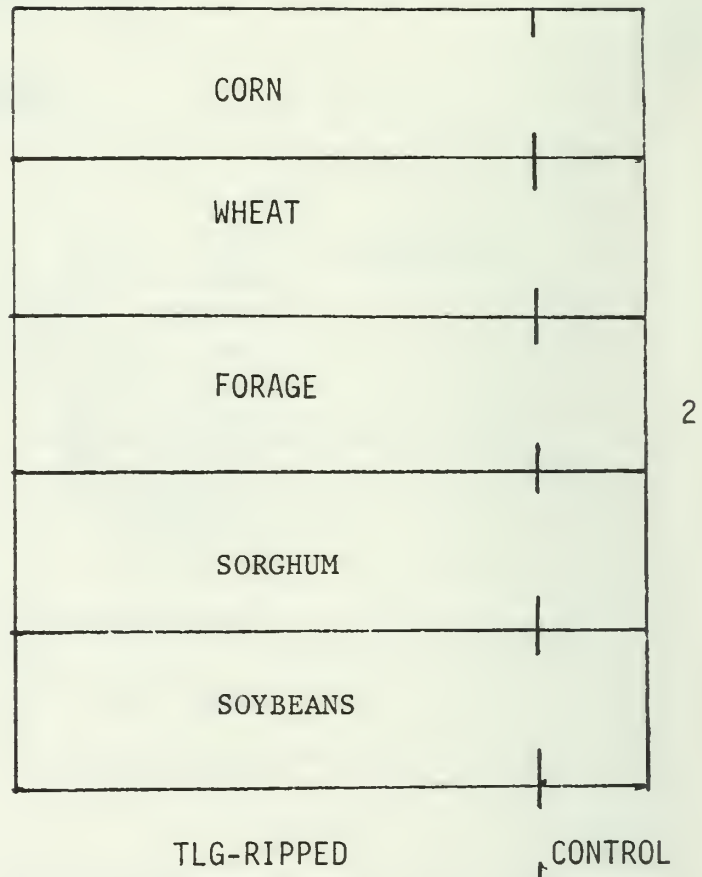 CORN
WHEAT
FORAGE
2
SORGHUM
SOYBEANS
TLG-RIPPED CONTROL